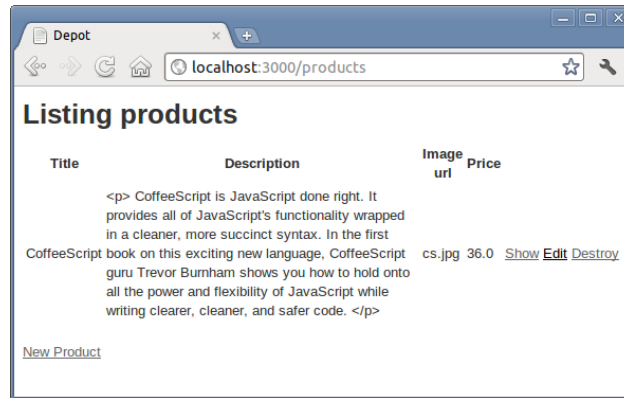 Depot
localhost:3000/products
Listing products
Title Description Image url Price
<p> CoffeeScript is JavaScript done right. It
provides all of JavaScript's functionality wrapped
in a cleaner, more succinct syntax. In the first
CoffeeScript book on this exciting new language, CoffeeScript cs.jpg 36.0 Show Edit Destroy
guru Trevor Burnham shows you how to hold onto
all the power and flexibility of JavaScript while
writing clearer, cleaner, and safer code. </p>
New Product